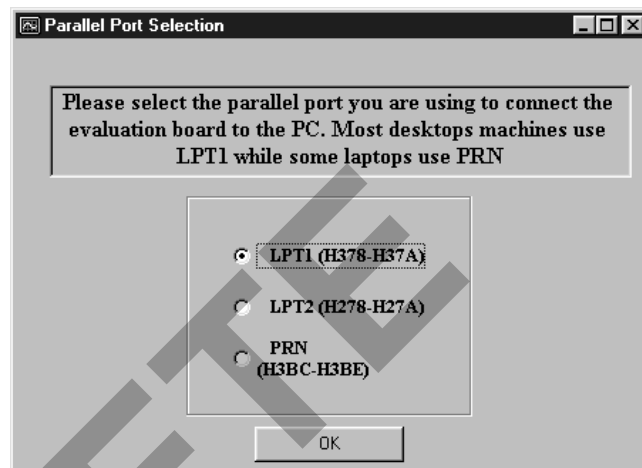 Parallel Port Selection
Please select the parallel port you are using to connect the
evaluation board to the PC. Most desktops machines use
LPT1 while some laptops use PRN
LPT1 (H378-H37A)
LPT2 (H278-H27A)
PRN
(H3BC-H3BE)
OK
ETE